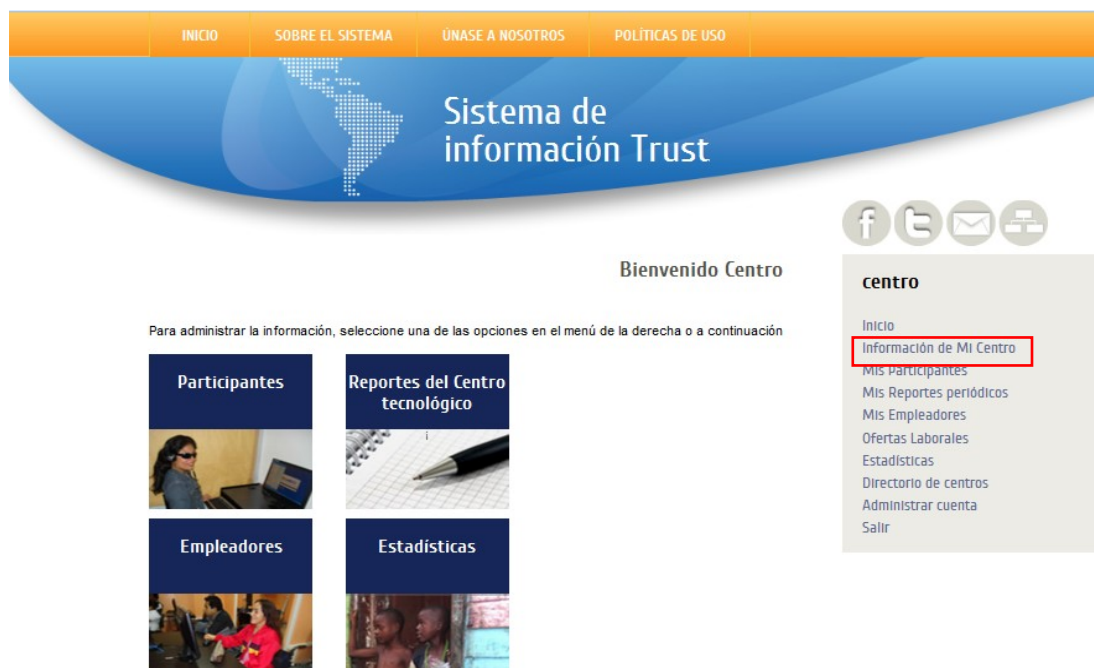 INICIO
SOBRE EL SISTEMA
ÚNASE A NOSOTROS
POLÍTICAS DE USO
Sistema de
información Trust
Bienvenido Centro
Para administrar la información, seleccione una de las opciones en el menú de la derecha o a continuación
Participantes
Reportes del Centro
tecnológico
Empleadores
Estadísticas
centro
Inicio
Información de Mi Centro
Mis Participantes
Mis Reportes periódicos
Mis Empleadores
Ofertas Laborales
Estadísticas
Directorio de centros
Administrar cuenta
Salir